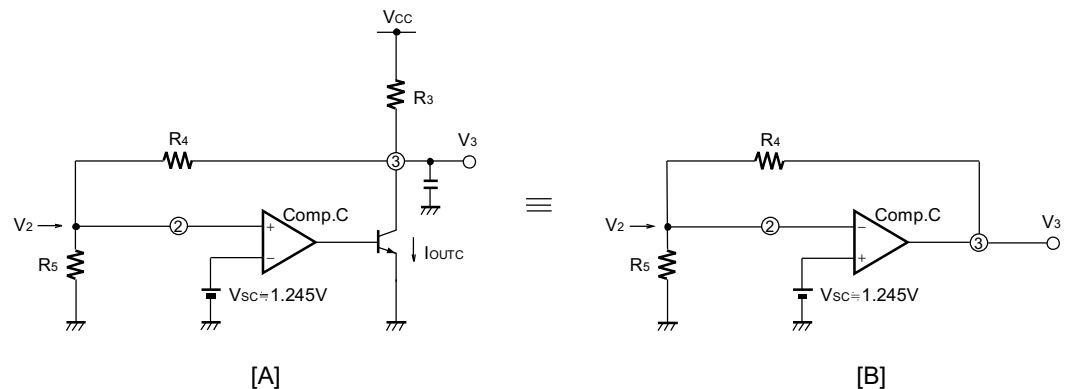 VCC
R3
R4
V3
3
V2
2
Comp.C
+
−
R5
IOUTC
VSC≒1.245V
[A]
≡
R4
V3
3
V2
2
Comp.C
−
+
R5
VSC≒1.245V
[B]